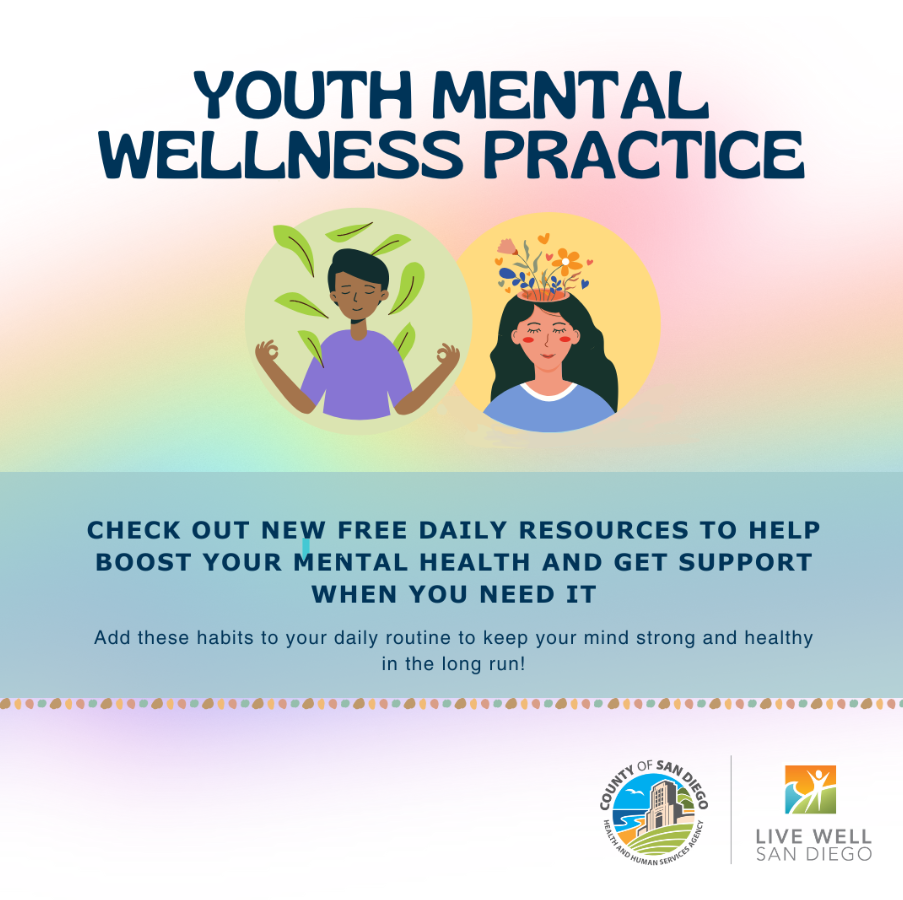 YOUTH MENTAL
WELLNESS PRACTICE
CHECK OUT NEW FREE DAILY RESOURCES TO HELP
BOOST YOUR MENTAL HEALTH AND GET SUPPORT
WHEN YOU NEED IT
Add these habits to your daily routine to keep your mind strong and healthy
in the long run!
COUNTY OF SAN DIEGO
HEALTH AND HUMAN SERVICES AGENCY
LIVE WELL
SAN DIEGO